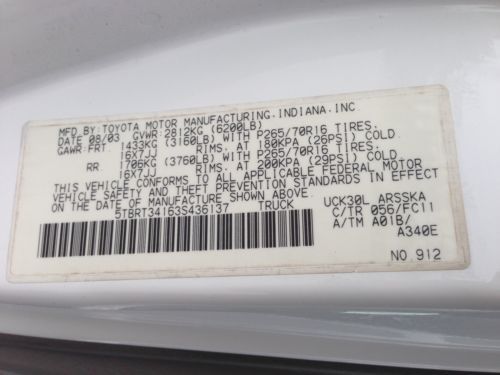 MFD.BY:TOYOTA MOTOR MANUFACTURING.INDIANA.INC
DATE 08/03 GVWR 2812KG (6200LB)
GAWR:FRT 1433KG (3160LB) WITH P265/70R16 TIRES,
16X7JJ RIMS. AT 180KPA (26PSI) COLD.
RR 1706KG (3760LB) WITH P265/70R16 TIRES,
16X7JJ RIMS. AT 200KPA (29PSI) COLD.
THIS VEHICLE CONFORMS TO ALL APPLICABLE FEDERAL MOTOR
VEHICLE SAFETY AND THEFT PREVENTION STANDARDS IN EFFECT
ON THE DATE OF MANUFACTURE SHOWN ABOVE.
5TBRT34163S436137 TRUCK
UCK30L ARSSKA
C/TR 056/FC11
A/TM A01B/
A340E
NO.912